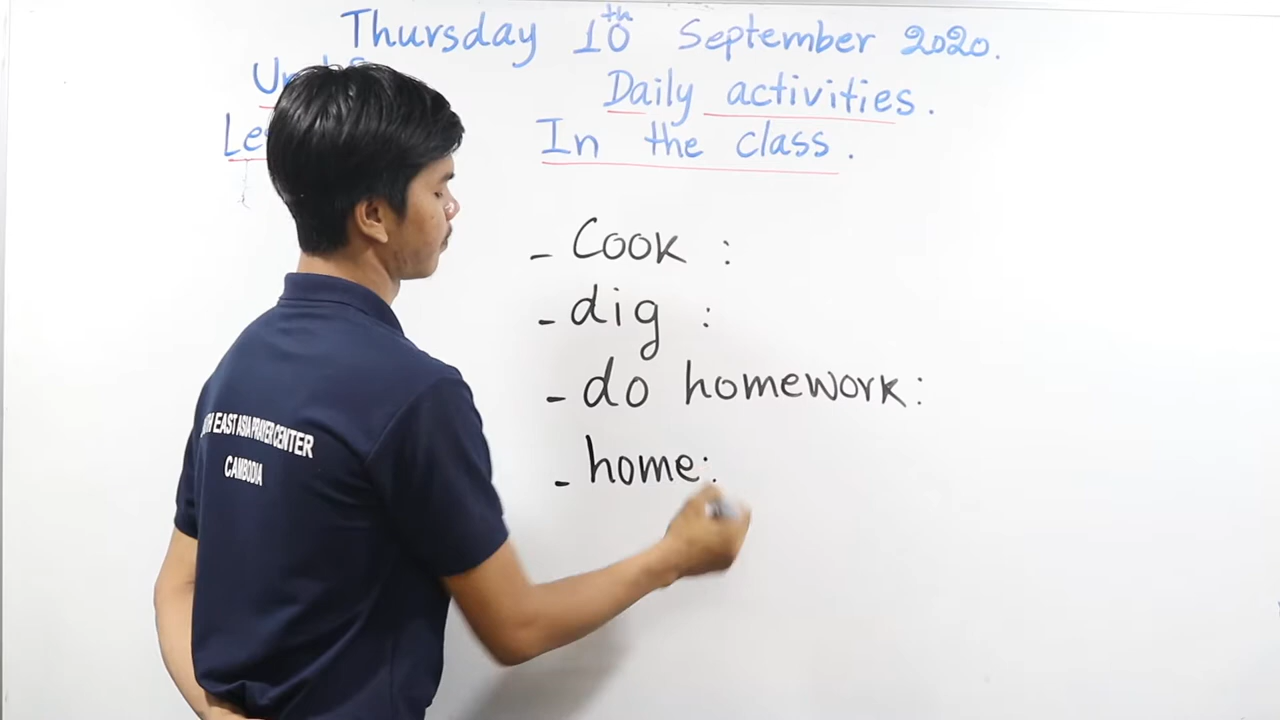 Thursday 10th September 2020.
Daily activities.
In the class.
- Cook :
- dig :
- do homework:
- home:
EAST ASIA PRAYER CENTER
CAMBODIA